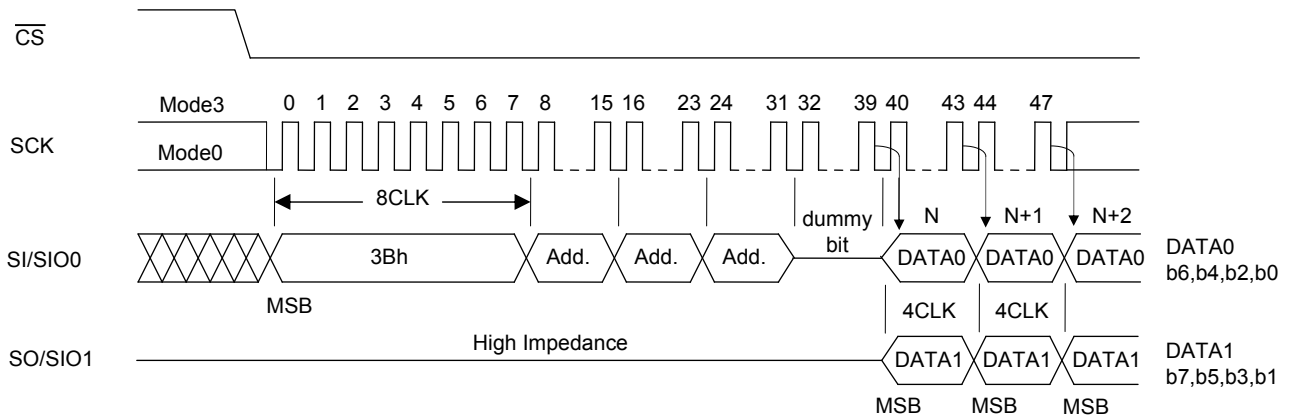 CS
Mode3 0 1 2 3 4 5 6 7 8 15 16 23 24 31 32 39 40 43 44 47
SCK
Mode0
8CLK
dummy
bit
N N+1 N+2
SI/SIO0 3Bh Add. Add. Add. DATA0 DATA0 DATA0
DATA0
b6,b4,b2,b0
MSB
4CLK 4CLK
High Impedance
SO/SIO1 DATA1 DATA1 DATA1
DATA1
b7,b5,b3,b1
MSB MSB MSB